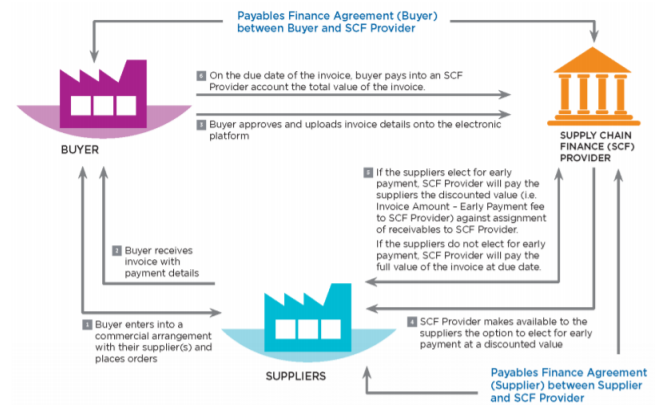 Payables Finance Agreement (Buyer)
between Buyer and SCF Provider
6 On the due date of the invoice, buyer pays into an SCF
Provider account the total value of the invoice.
3 Buyer approves and uploads invoice details onto the electronic
platform
BUYER
SUPPLY CHAIN
FINANCE (SCF)
PROVIDER
5 If the suppliers elect for early
payment, SCF Provider will pay the
suppliers the discounted value (i.e.
Invoice Amount – Early Payment fee
to SCF Provider) against assignment
of receivables to SCF Provider.
If the suppliers do not elect for early
payment, SCF Provider will pay the
full value of the invoice at due date.
2 Buyer receives
invoice with
payment details
1 Buyer enters into a
commercial arrangement
with their supplier(s) and
places orders
4 SCF Provider makes available to the
suppliers the option to elect for early
payment at a discounted value
SUPPLIERS
Payables Finance Agreement
(Supplier) between Supplier
and SCF Provider